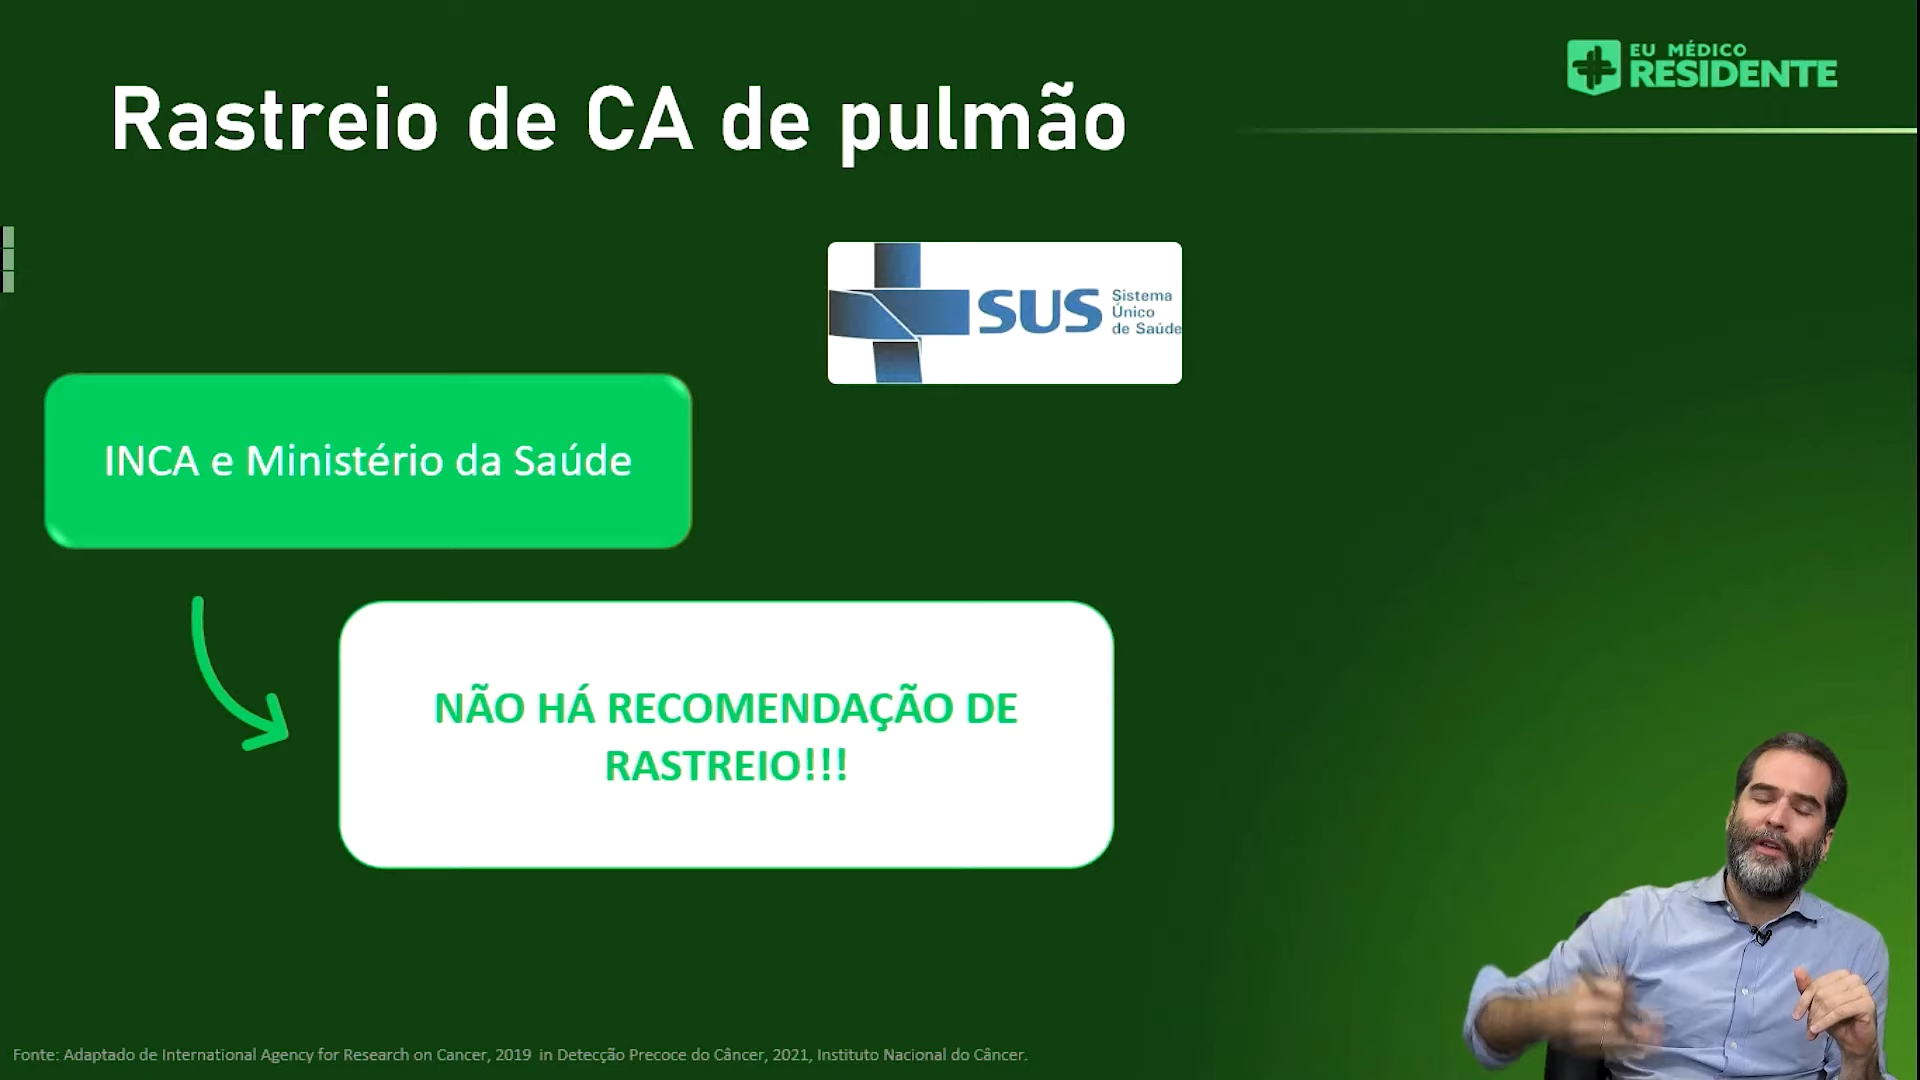 EU MÉDICO
RESIDENTE
Rastreio de CA de pulmão
SUS
Sistema
Único
de Saúde
INCA e Ministério da Saúde
NÃO HÁ RECOMENDAÇÃO DE
RASTREIO!!!
Fonte: Adaptado de International Agency for Research on Cancer, 2019 in Detecção Precoce do Câncer, 2021, Instituto Nacional do Câncer.